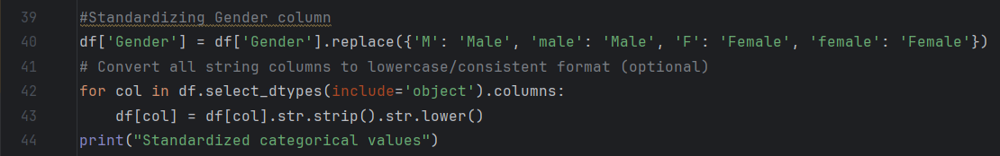 39 #Standardizing Gender column
40 df['Gender'] = df['Gender'].replace({'M': 'Male', 'male': 'Male', 'F': 'Female', 'female': 'Female'})
41 # Convert all string columns to lowercase/consistent format (optional)
42 for col in df.select_dtypes(include='object').columns:
43     df[col] = df[col].str.strip().str.lower()
44 print("Standardized categorical values")